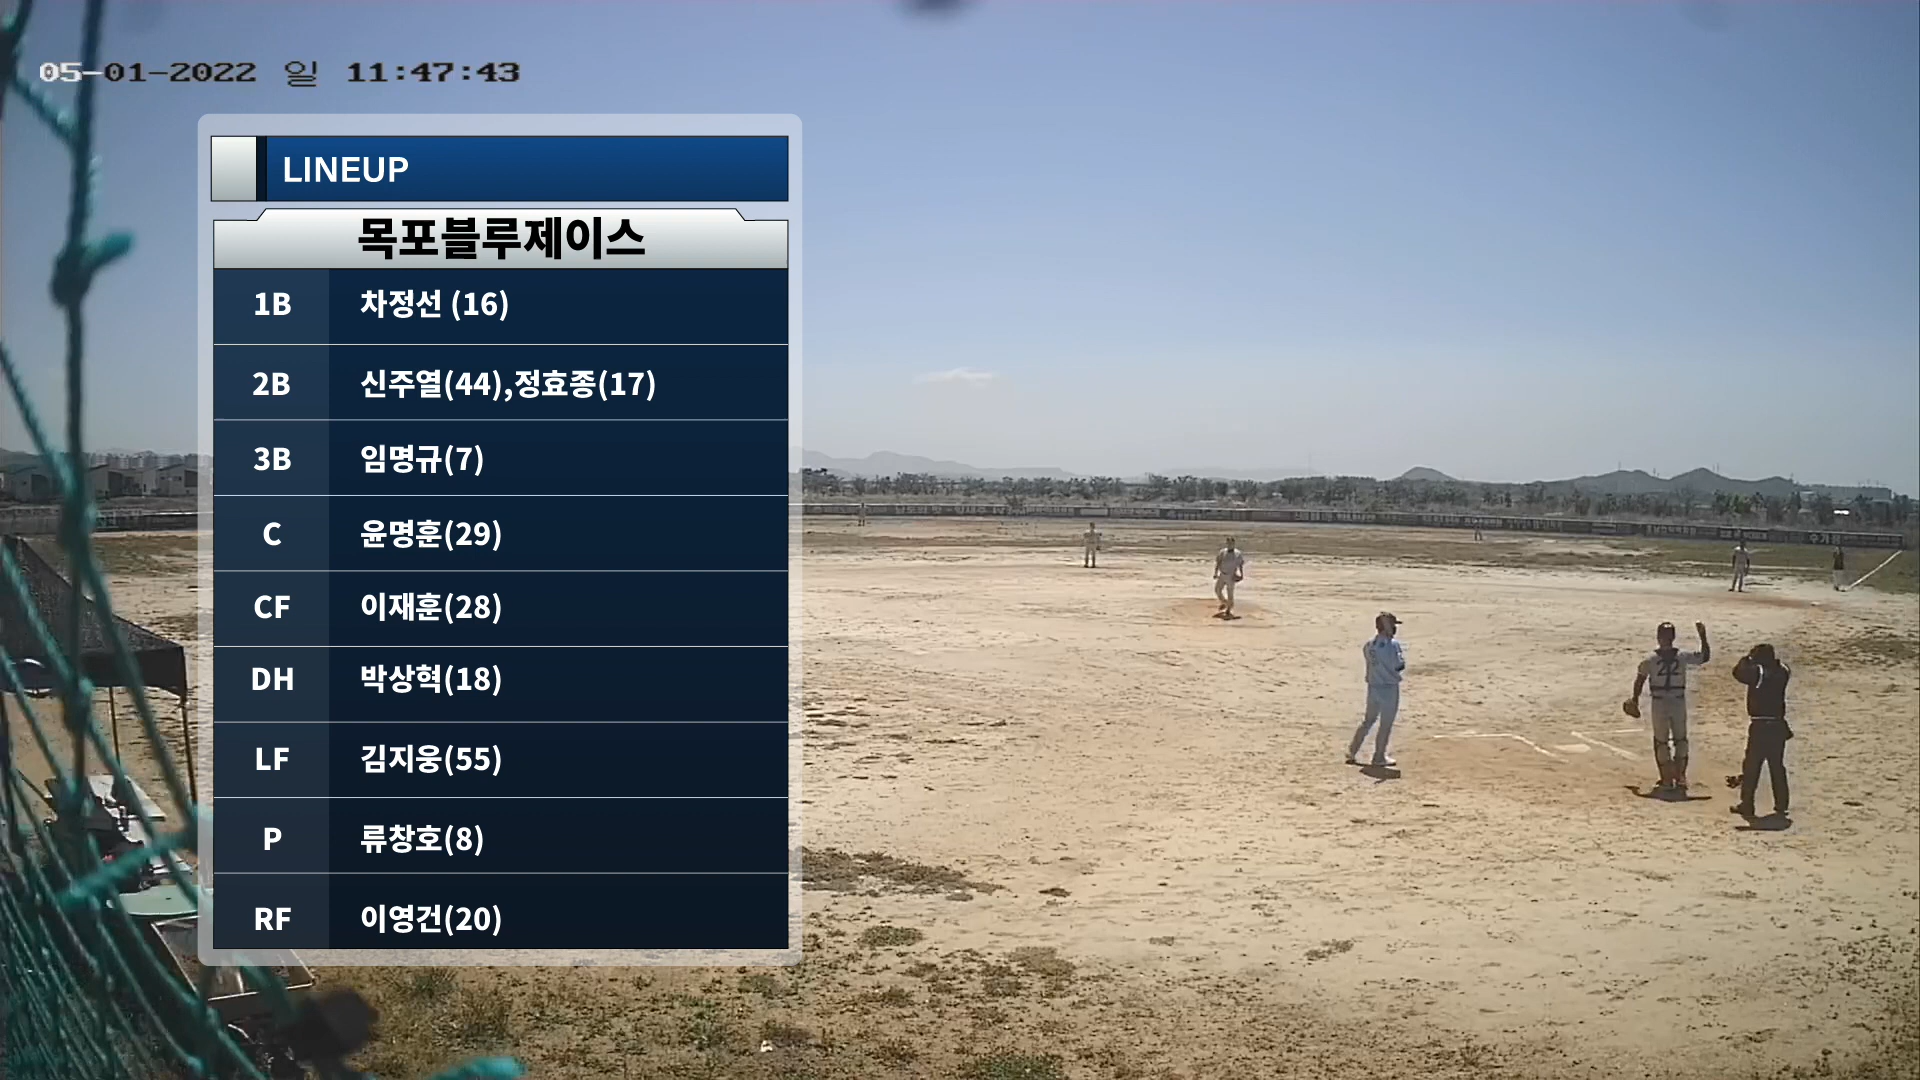 05-01-2022 일 11:47:43
LINEUP
목포블루제이스
1B 차정선 (16)
2B 신주열(44),정효종(17)
3B 임명규(7)
C 윤명훈(29)
CF 이재훈(28)
DH 박상혁(18)
LF 김지웅(55)
P 류창호(8)
RF 이영건(20)
22